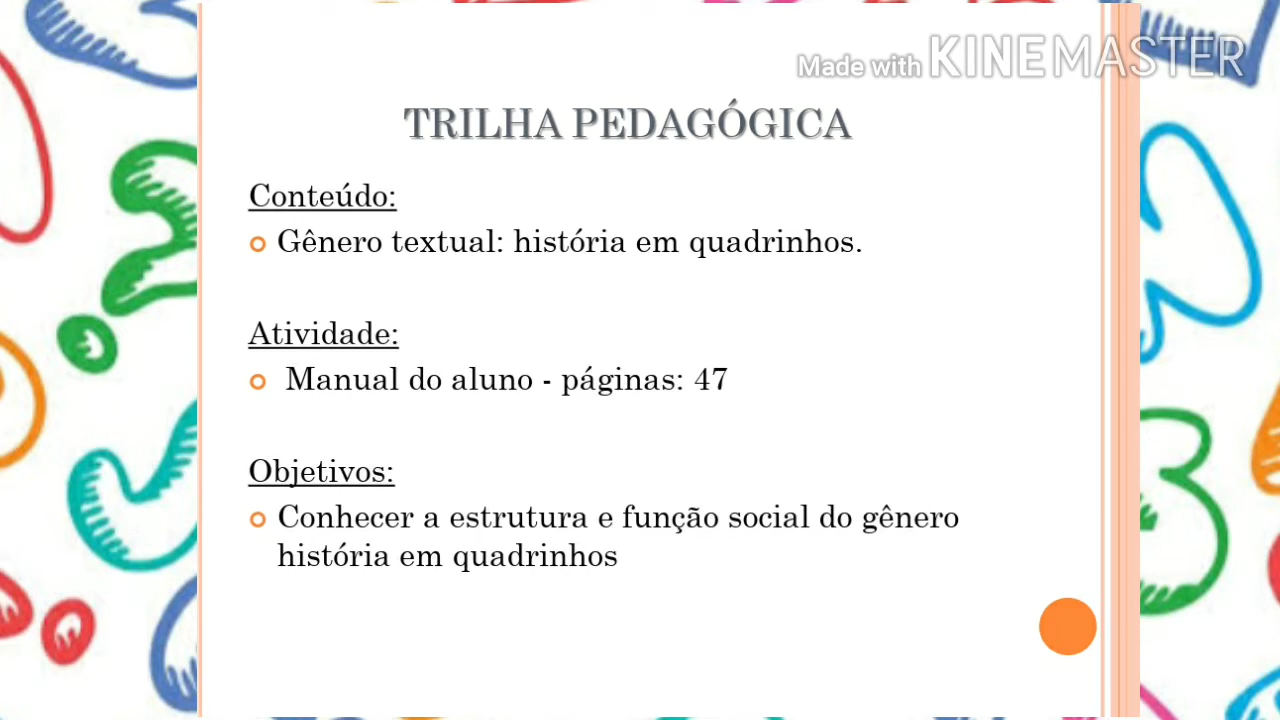 Made with KINEMASTER
TRILHA PEDAGÓGICA
Conteúdo:
Gênero textual: história em quadrinhos.
Atividade:
Manual do aluno - páginas: 47
Objetivos:
Conhecer a estrutura e função social do gênero
história em quadrinhos